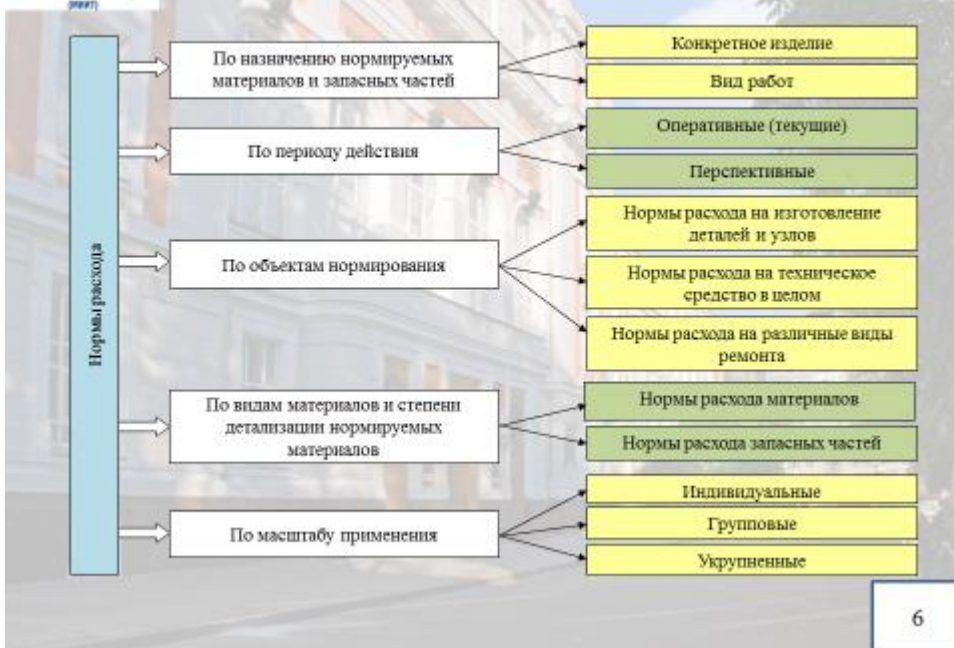 (МИИТ)
Нормы расхода
По назначению нормируемых
материалов и запасных частей
Конкретное изделие
Вид работ
По периоду действия
Оперативные (текущие)
Перспективные
По объектам нормирования
Нормы расхода на изготовление
деталей и узлов
Нормы расхода на техническое
средство в целом
Нормы расхода на различные виды
ремонта
По видам материалов и степени
детализации нормируемых
материалов
Нормы расхода материалов
Нормы расхода запасных частей
По масштабу применения
Индивидуальные
Групповые
Укрупненные
6